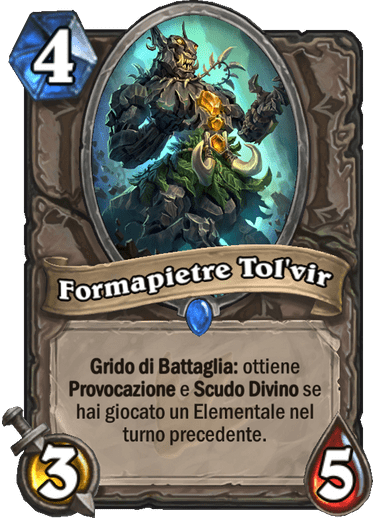 4
Formapietre Tol'vir
Grido di Battaglia: ottiene
Provocazione e Scudo Divino se
hai giocato un Elementale nel
turno precedente.
3
5